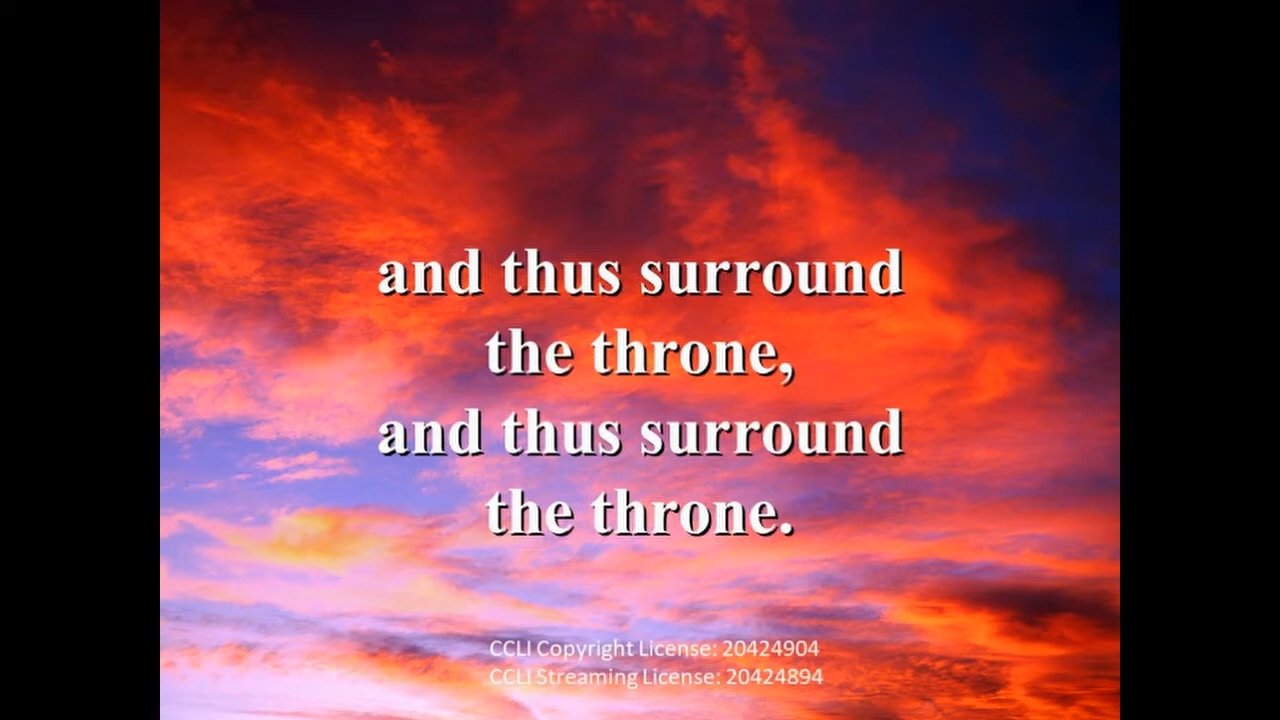 and thus surround
the throne,
and thus surround
the throne.
CCLI Copyright License: 20424904
CCLI Streaming License: 20424894